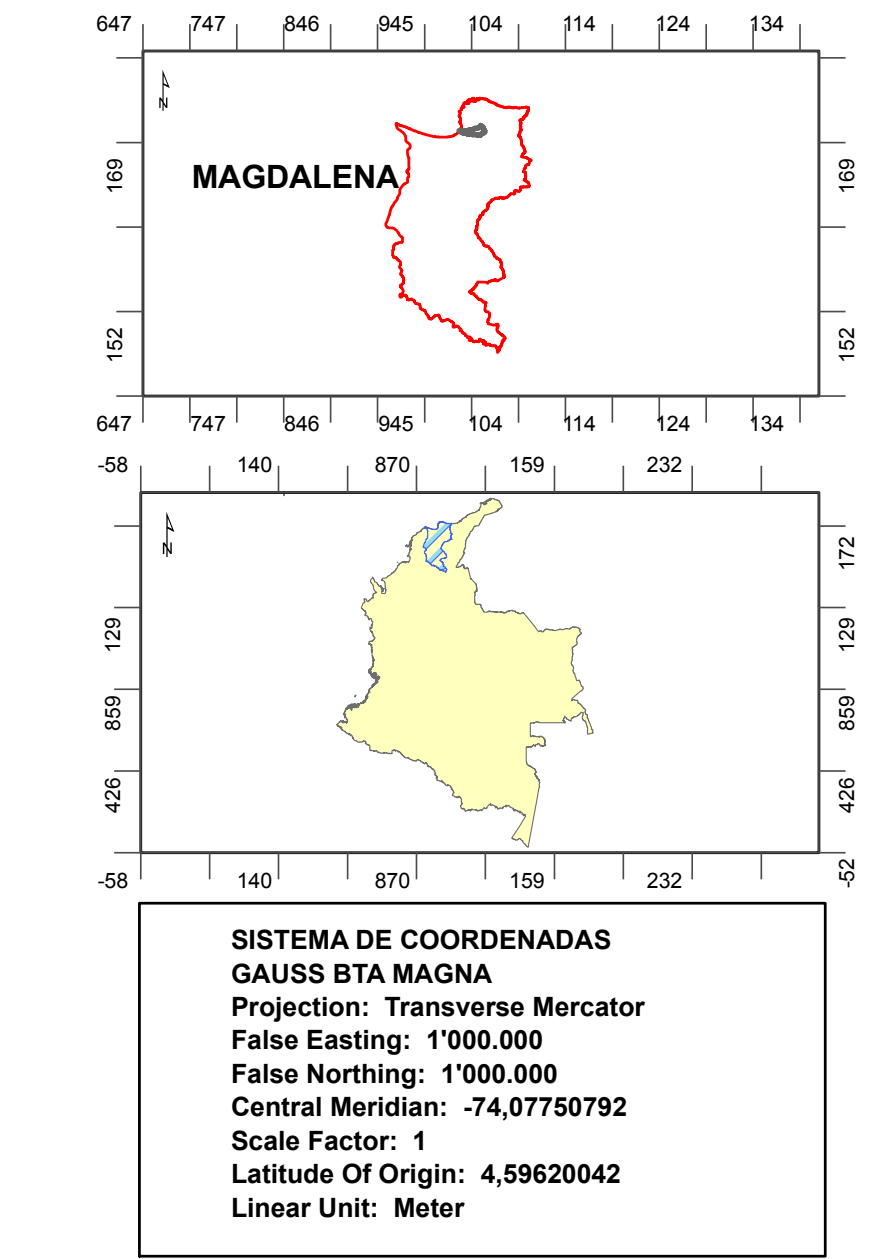 647 747 846 945 104 114 124 134
N
169 169
MAGDALENA
152 152
647 747 846 945 104 114 124 134
-58 140 870 159 232
N
172
129 129
859 859
426 426
-52
-58 140 870 159 232
SISTEMA DE COORDENADAS
GAUSS BTA MAGNA
Projection: Transverse Mercator
False Easting: 1'000.000
False Northing: 1'000.000
Central Meridian: -74,07750792
Scale Factor: 1
Latitude Of Origin: 4,59620042
Linear Unit: Meter